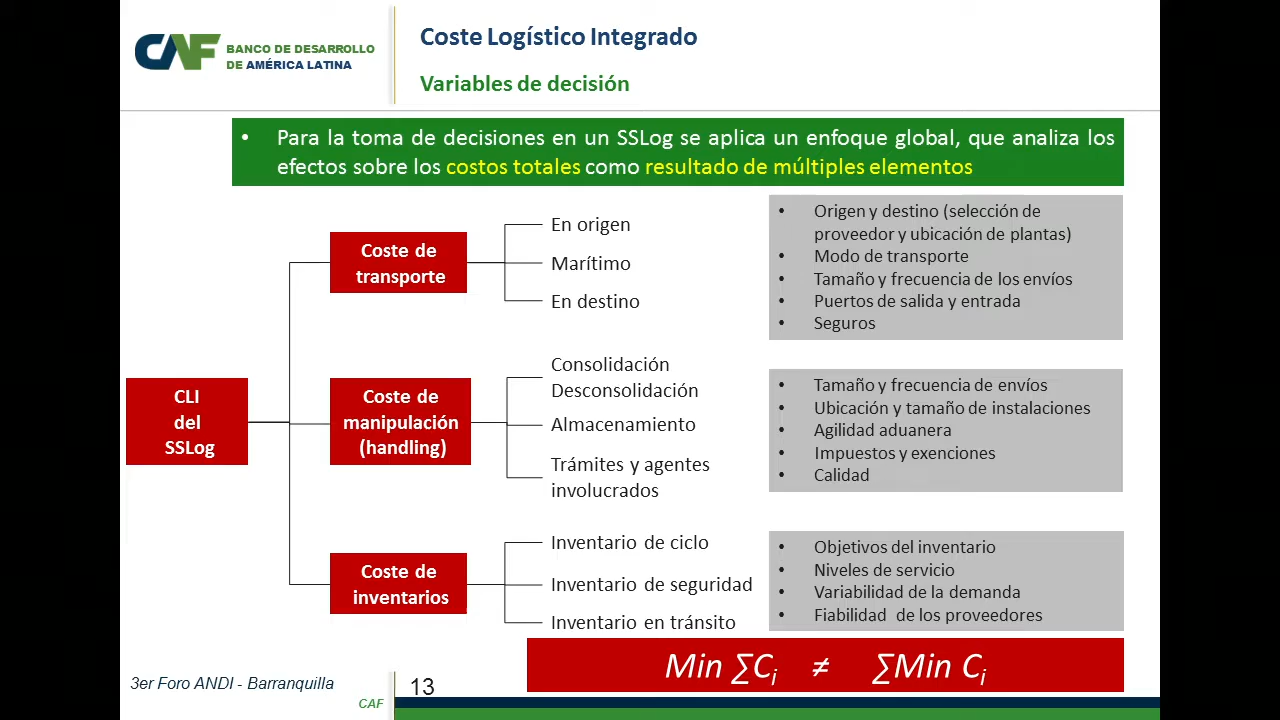 CAF BANCO DE DESARROLLO
DE AMÉRICA LATINA
Coste Logístico Integrado
Variables de decisión
• Para la toma de decisiones en un SSLog se aplica un enfoque global, que analiza los
efectos sobre los costos totales como resultado de múltiples elementos
CLI
del
SSLog
Coste de
transporte
En origen
Marítimo
En destino
• Origen y destino (selección de
proveedor y ubicación de plantas)
• Modo de transporte
• Tamaño y frecuencia de los envíos
• Puertos de salida y entrada
• Seguros
Coste de
manipulación
(handling)
Consolidación
Desconsolidación
Almacenamiento
Trámites y agentes
involucrados
• Tamaño y frecuencia de envíos
• Ubicación y tamaño de instalaciones
• Agilidad aduanera
• Impuestos y exenciones
• Calidad
Coste de
inventarios
Inventario de ciclo
Inventario de seguridad
Inventario en tránsito
• Objetivos del inventario
• Niveles de servicio
• Variabilidad de la demanda
• Fiabilidad de los proveedores
Min ∑Ci ≠ ∑Min Ci
3er Foro ANDI - Barranquilla
13
CAF